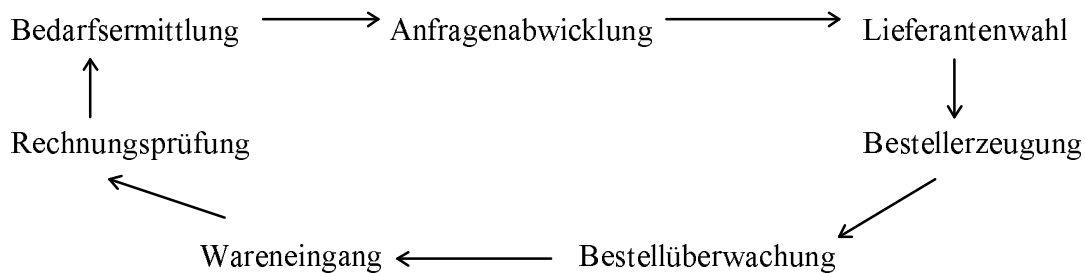 Bedarfsermittlung
Anfragenabwicklung
Lieferantenwahl
Rechnungsprüfung
Bestellerzeugung
Wareneingang
Bestellüberwachung